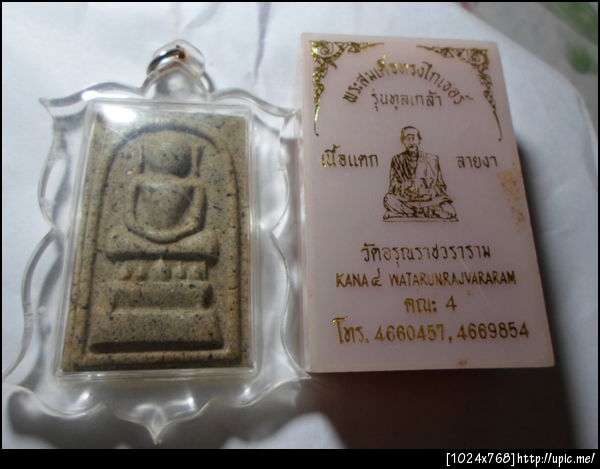 พระสมเด็จทรงไกเซอร์
รุ่นทูลเกล้า
เนื้อแตก ลายงา
วัดอรุณราชวราราม
KANA ๔ WATARUNRAJVARARAM
คณะ 4
โทร. 4660457, 4669854
[1024x768]http://upic.me/